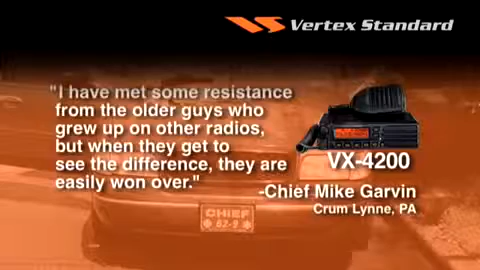 Vertex Standard
"I have met some resistance
from the older guys who
grew up on other radios,
but when they get to
see the difference, they are
easily won over."
VX-4200
-Chief Mike Garvin
Crum Lynne, PA
CHIEF
62-9